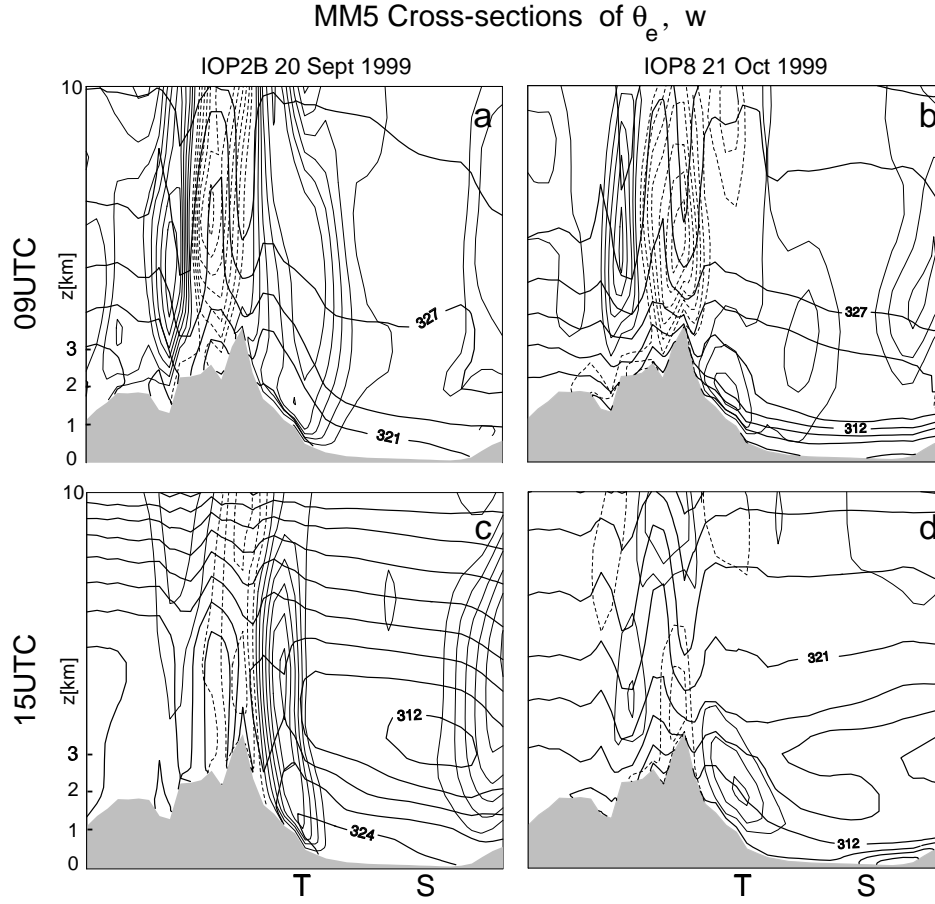 MM5 Cross-sections of θe, w
IOP2B 20 Sept 1999
IOP8 21 Oct 1999
09UTC
z[km]
10
3
2
1
0
a
327
321
b
327
312
15UTC
z[km]
10
3
2
1
0
c
312
324
d
321
312
T
S
T
S